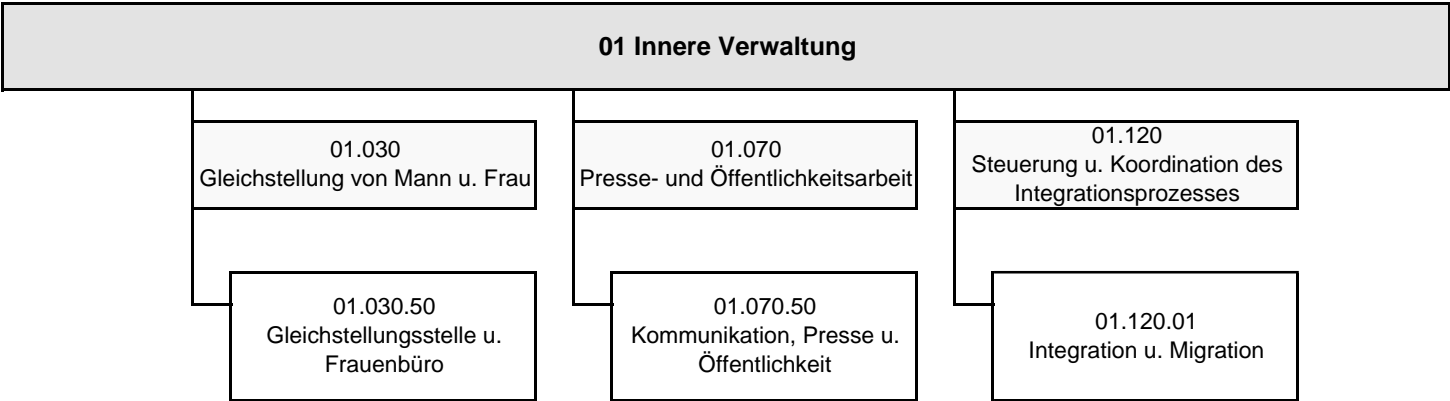 01 Innere Verwaltung
01.030
Gleichstellung von Mann u. Frau
01.070
Presse- und Öffentlichkeitsarbeit
01.120
Steuerung u. Koordination des
Integrationsprozesses
01.030.50
Gleichstellungsstelle u.
Frauenbüro
01.070.50
Kommunikation, Presse u.
Öffentlichkeit
01.120.01
Integration u. Migration